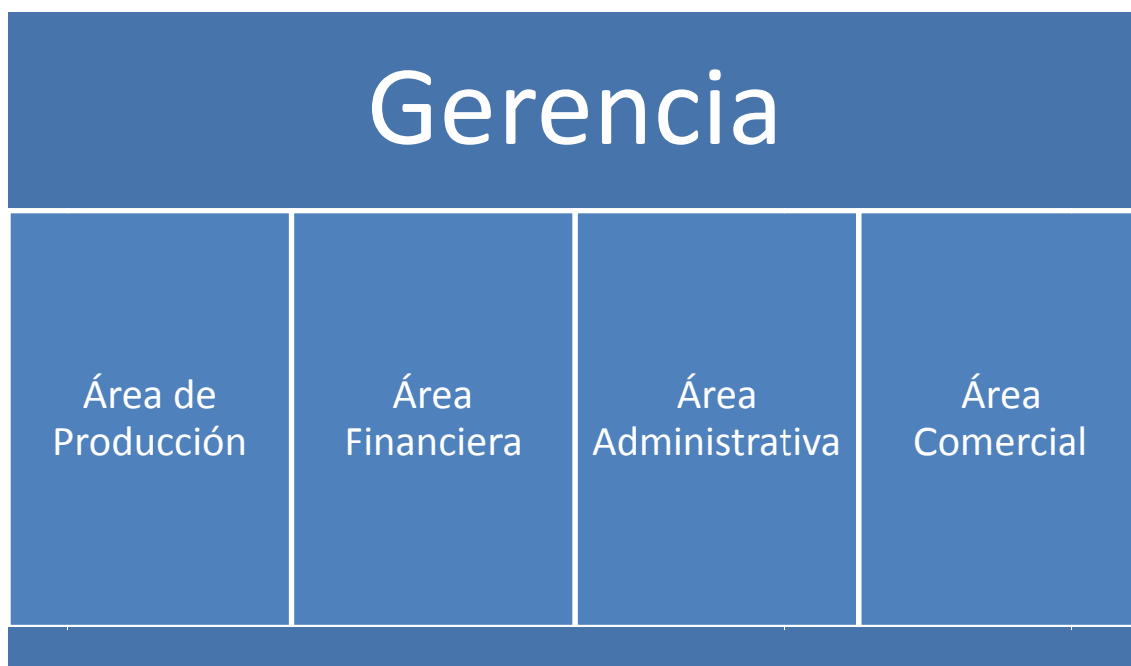 Gerencia
Área de
Producción
Área
Financiera
Área
Administrativa
Área
Comercial